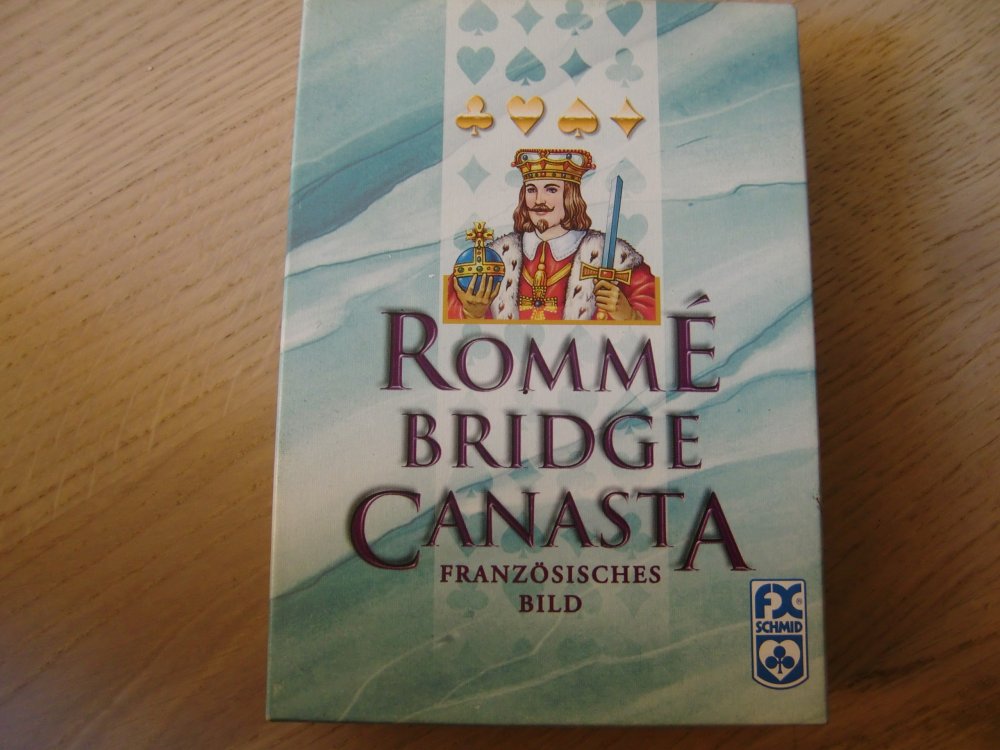 ROMMÉ
BRIDGE
CANASTA
FRANZÖSISCHES
BILD
FX®
SCHMID